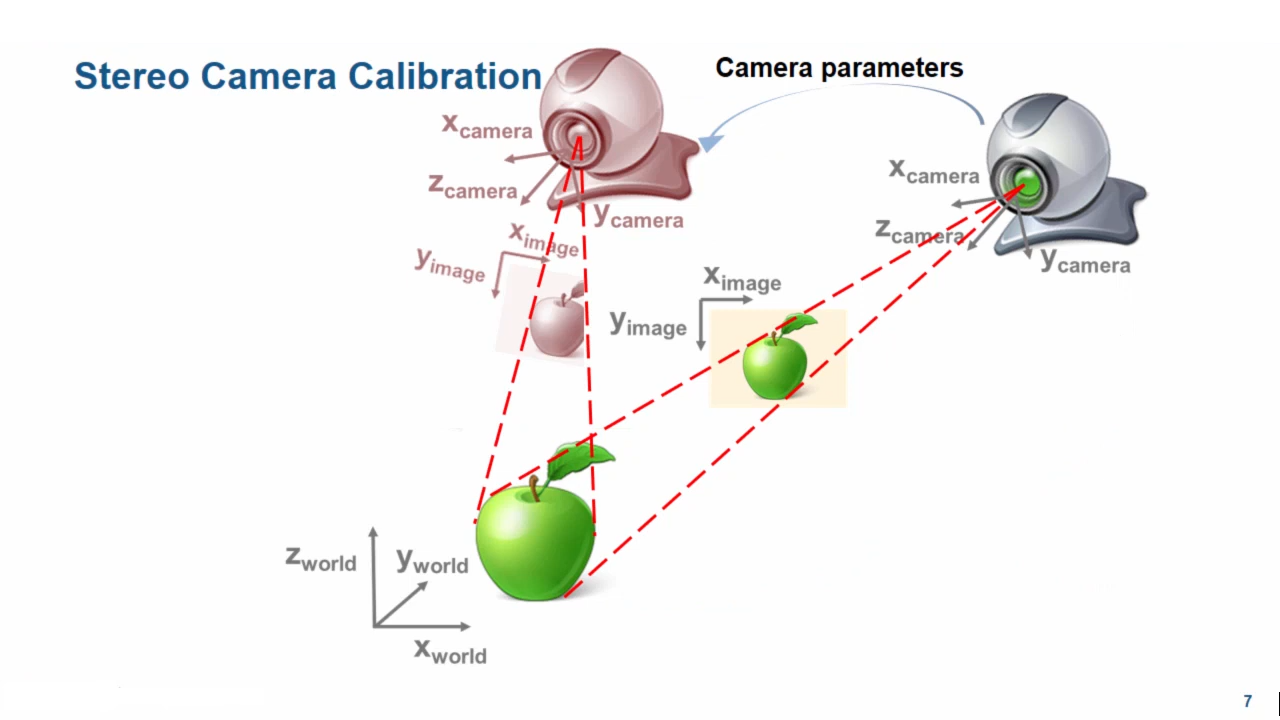 Stereo Camera Calibration
Camera parameters
xcamera
zcamera
ycamera
ximage
yimage
xcamera
zcamera
ycamera
ximage
yimage
zworld
yworld
xworld
7